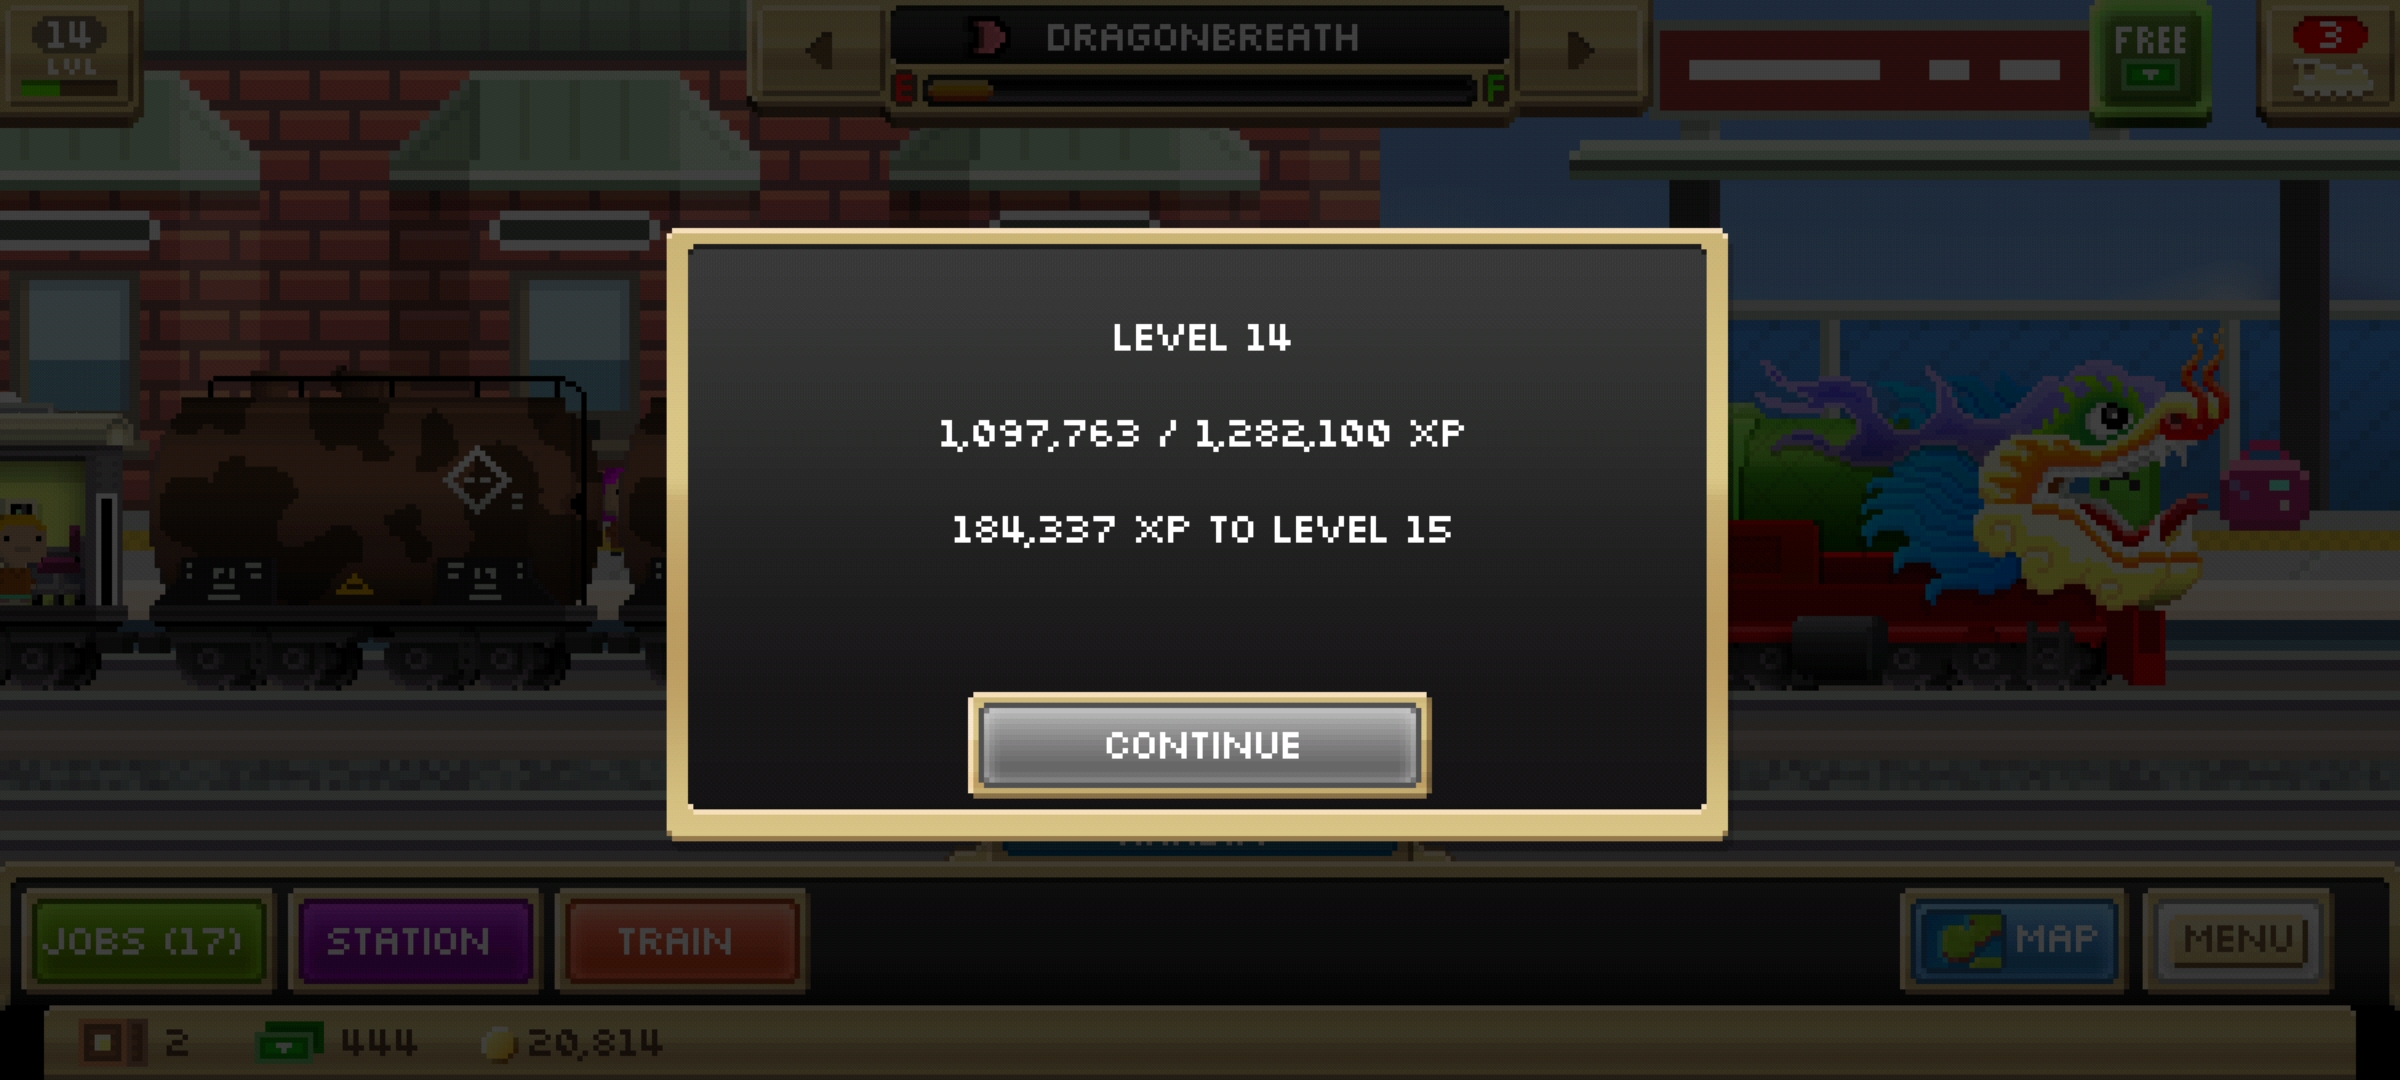 14
LVL
DRAGONBREATH
E
F
FREE
3
LEVEL 14
1,097,763 / 1,282,100 XP
184,337 XP TO LEVEL 15
CONTINUE
JOBS (17)
STATION
TRAIN
MAP
MENU
2
444
20,814